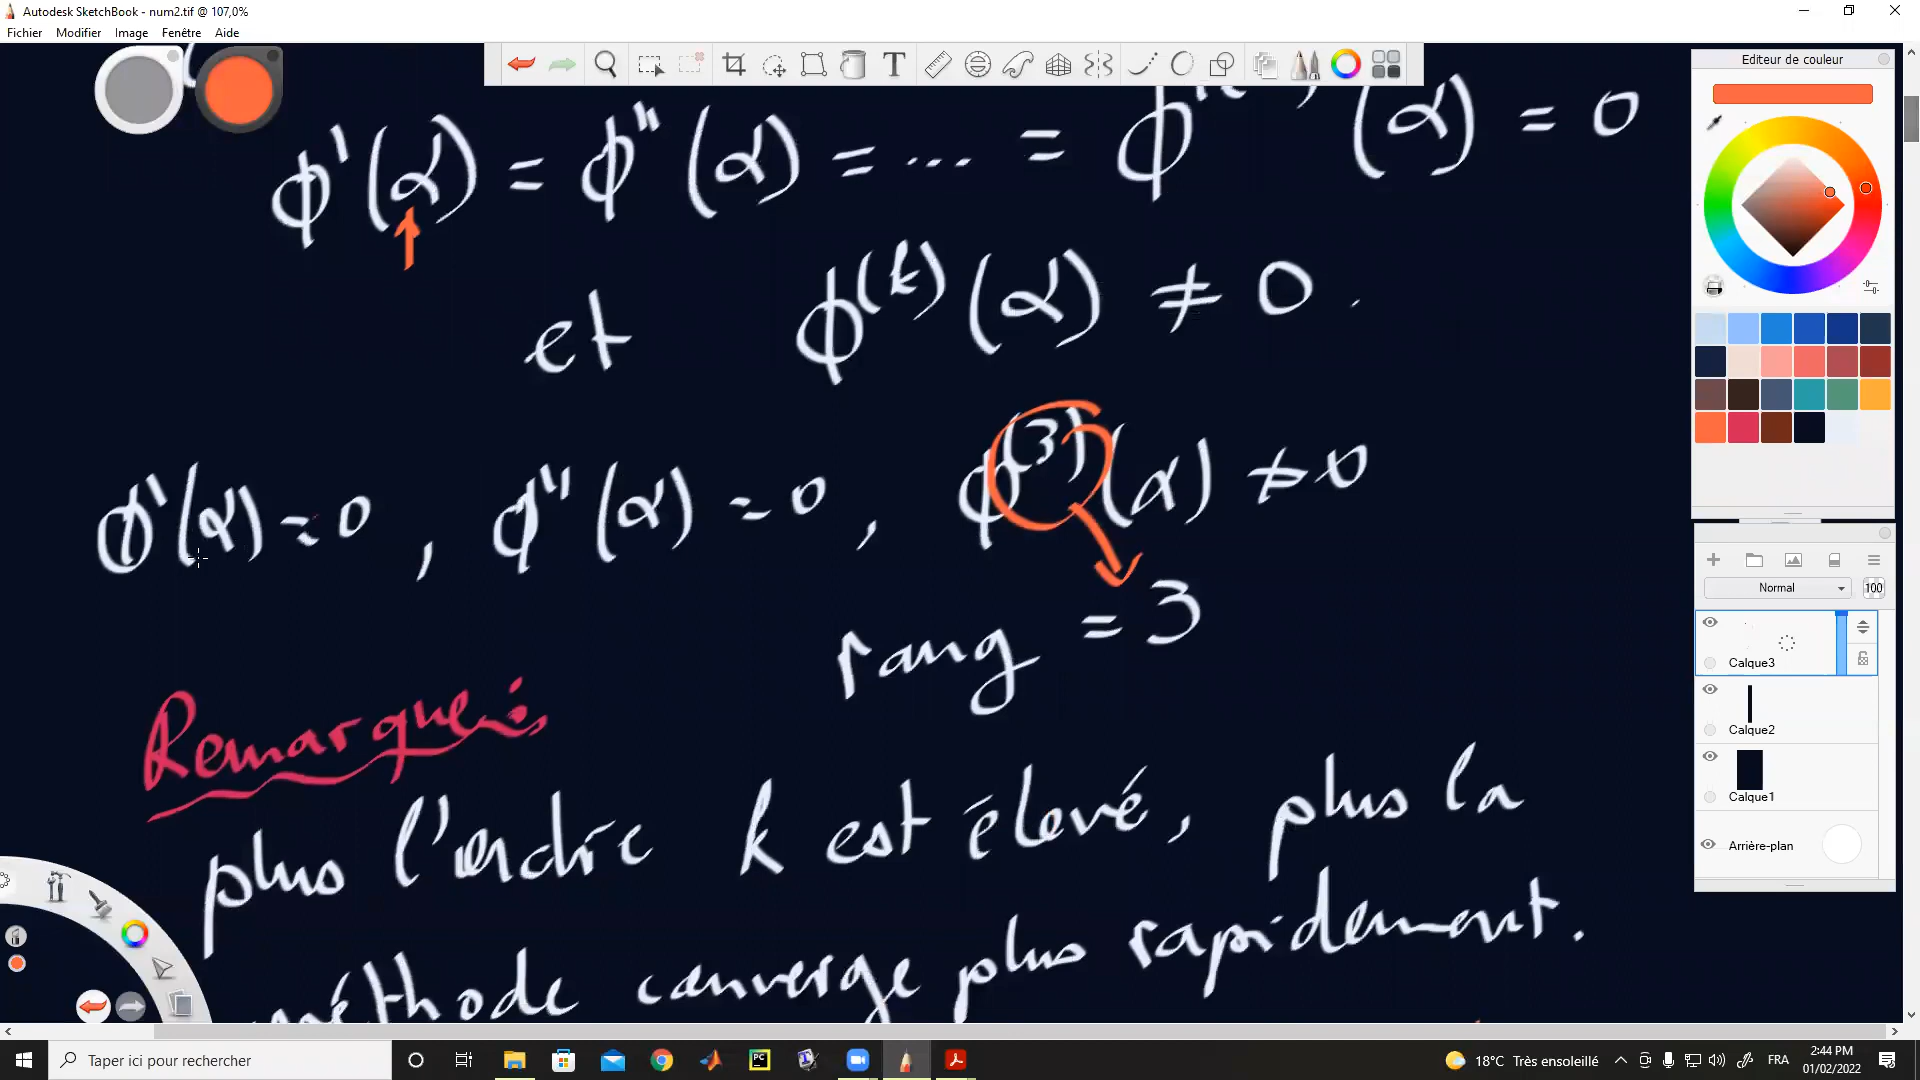 Autodesk SketchBook - num2.tif @ 107,0%
Fichier Modifier Image Fenêtre Aide
Editeur de couleur
ϕ'(α) = ϕ''(α) = ... = ϕ (α) = 0
et ϕ^(k)(α) ≠ 0.
ϕ'(α) = 0, ϕ''(α) = 0, ϕ^(3)(α) ≠ 0
rang = 3
Remarque:
plus l'ordre k est élevé, plus la
méthode converge plus rapidement.
Normal 100
Calque3
Calque2
Calque1
Arrière-plan
Taper ici pour rechercher
18°C Très ensoleillé FRA
2:44 PM
01/02/2022